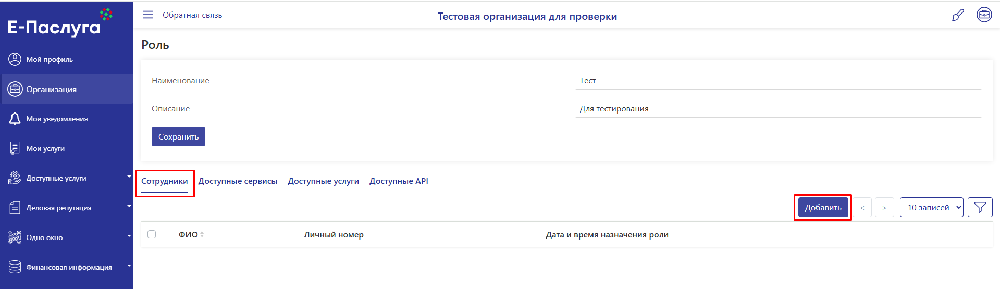 Е-Паслуга
Обратная связь
Тестовая организация для проверки
Мой профиль
Организация
Мои уведомления
Мои услуги
Доступные услуги
Деловая репутация
Одно окно
Финансовая информация
Роль
Наименование
Тест
Описание
Для тестирования
Сохранить
Сотрудники Доступные сервисы Доступные услуги Доступные API
Добавить < > 10 записей
ФИО Личный номер Дата и время назначения роли